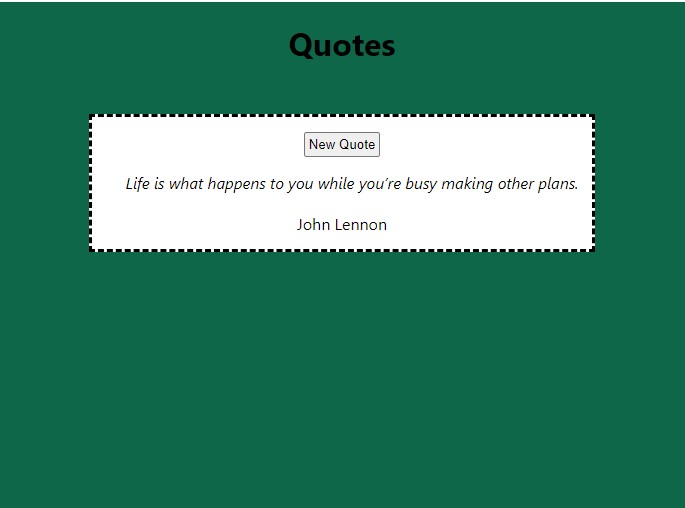 Quotes
New Quote
Life is what happens to you while you're busy making other plans.
John Lennon